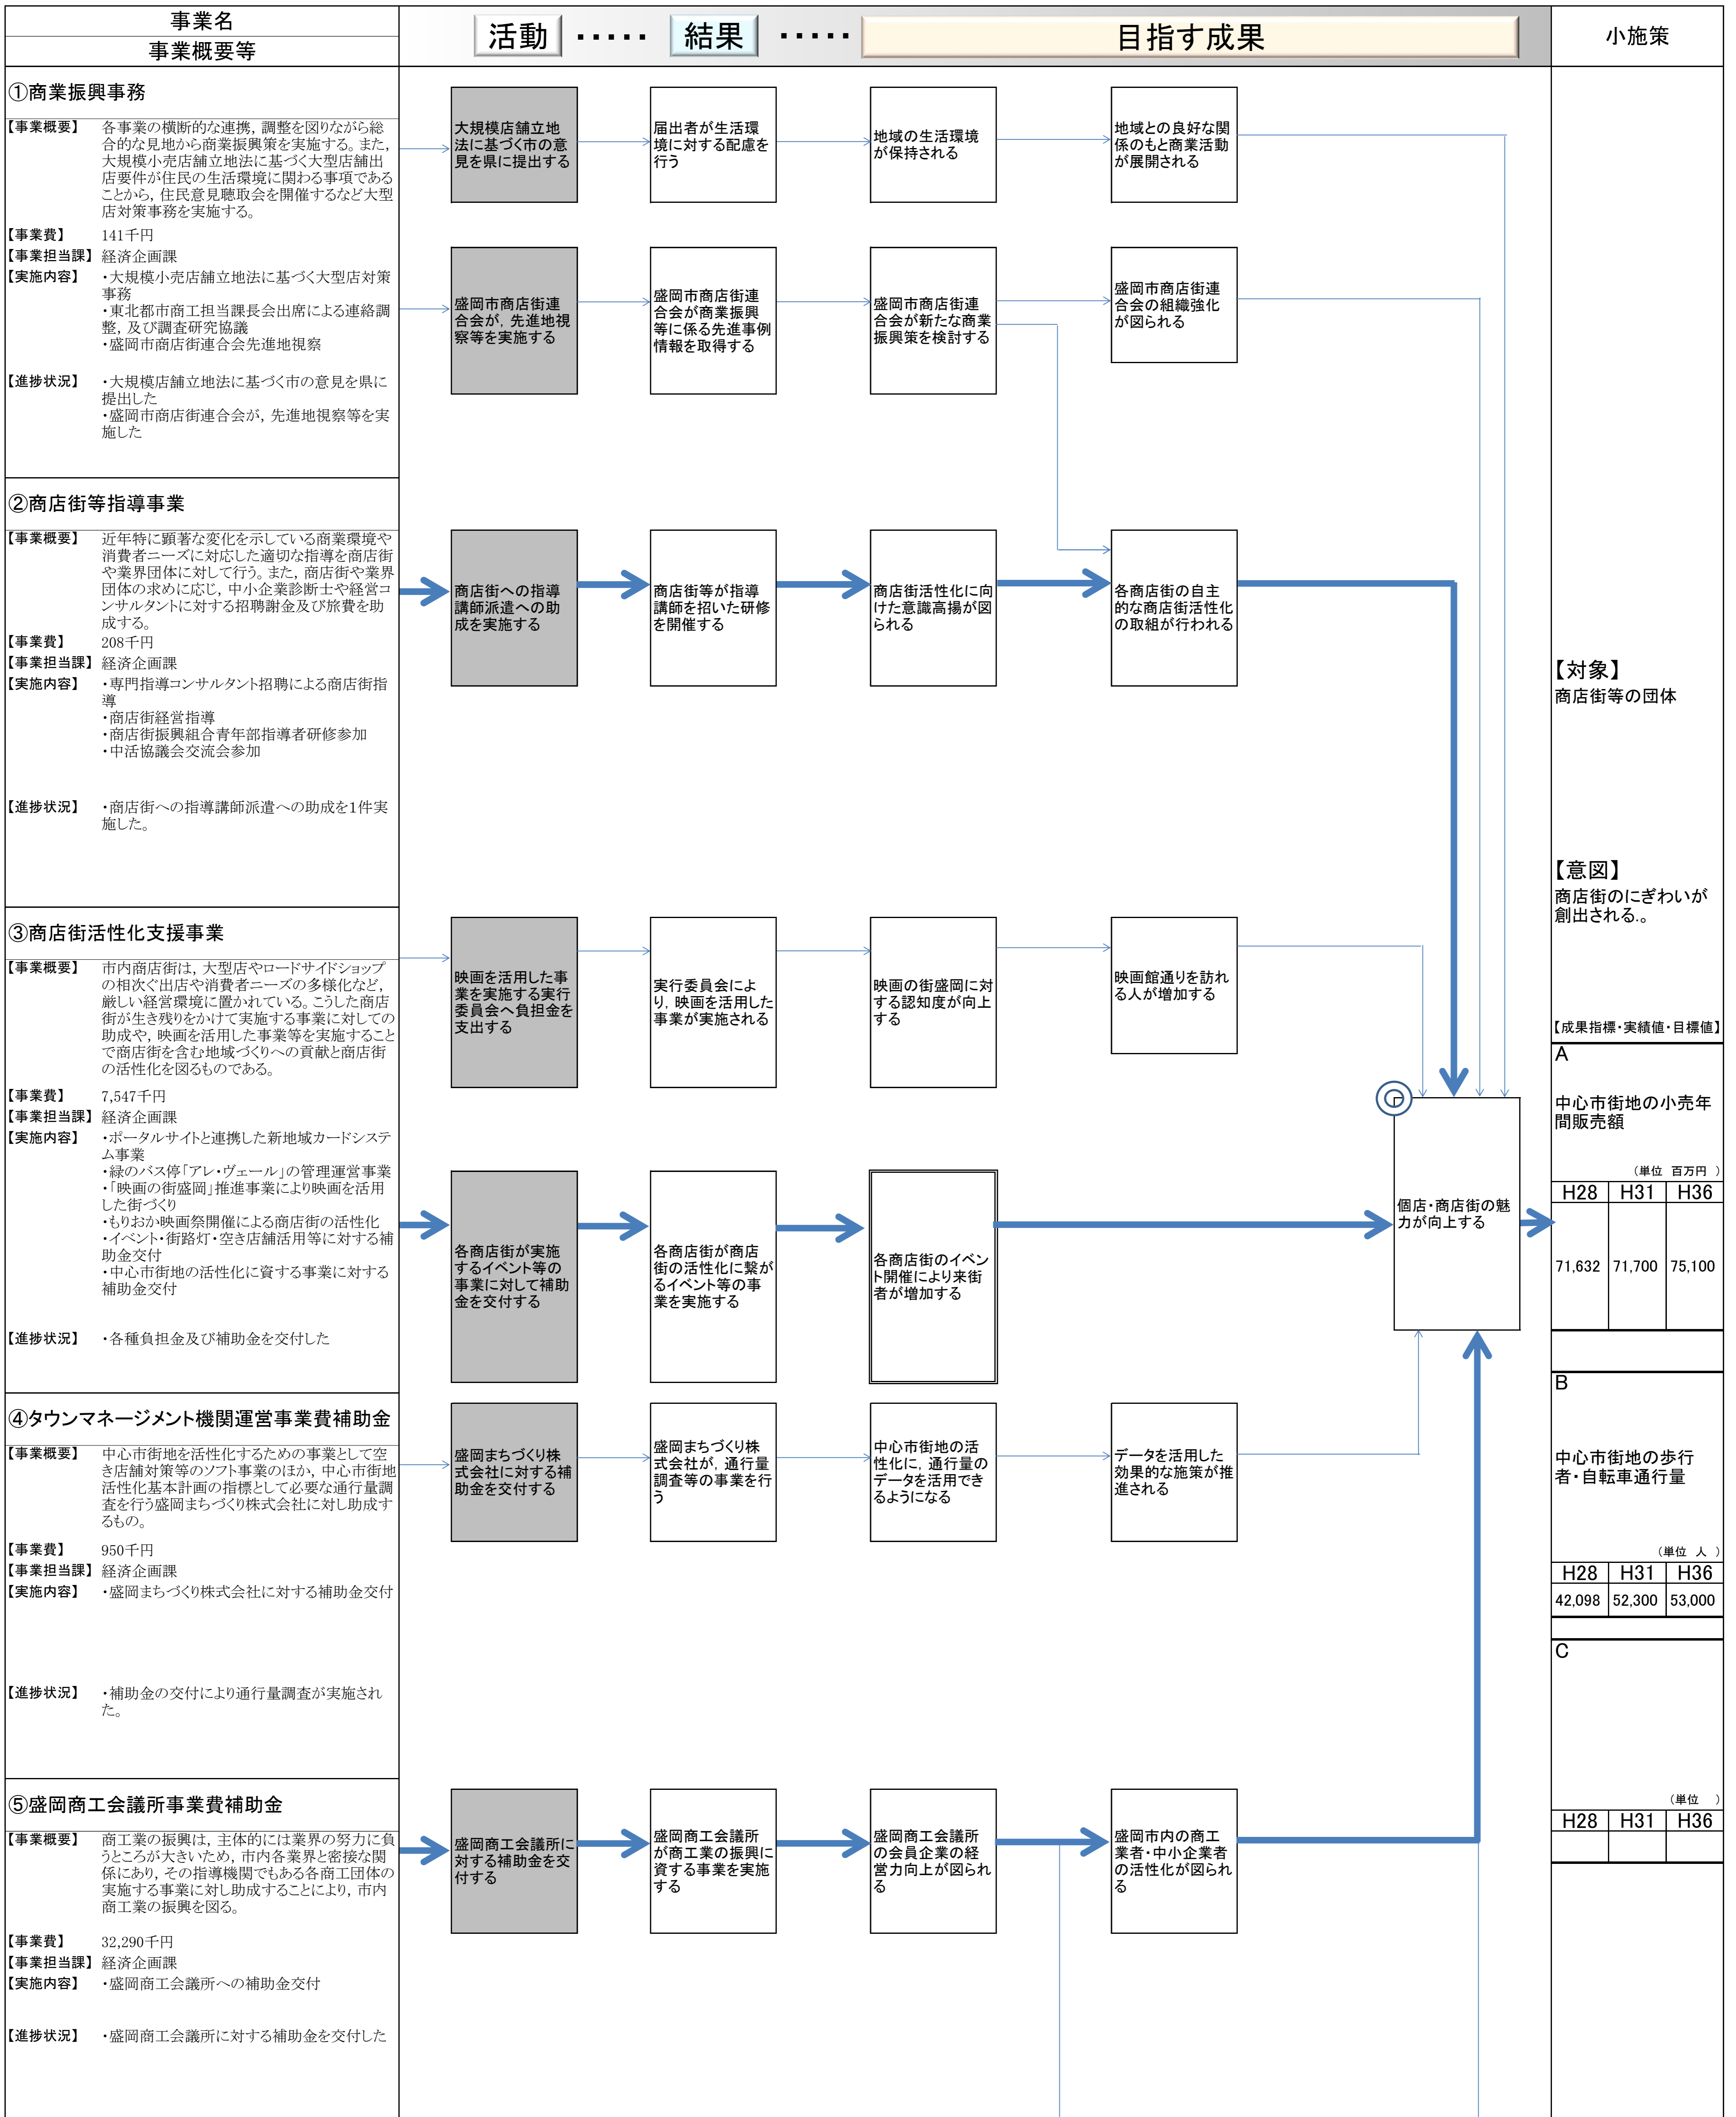 事業名
事業概要等
活動 ・・・・・ 結果 ・・・・・ 目指す成果
小施策
①商業振興事務
【事業概要】 各事業の横断的な連携，調整を図りながら総
合的な見地から商業振興策を実施する。また，
大規模小売店舗立地法に基づく大型店舗出
店要件が住民の生活環境に関わる事項である
ことから，住民意見聴取会を開催するなど大型
店対策事務を実施する。
【事業費】 141千円
【事業担当課】 経済企画課
【実施内容】 ・大規模小売店舗立地法に基づく大型店対策
事務
・東北都市商工担当課長会出席による連絡調
整，及び調査研究協議
・盛岡市商店街連合会先進地視察
【進捗状況】 ・大規模店舗立地法に基づく市の意見を県に
提出した
・盛岡市商店街連合会が，先進地視察等を実
施した
大規模店舗立地
法に基づく市の意
見を県に提出する
届出者が生活環
境に対する配慮を
行う
地域の生活環境
が保持される
地域との良好な関
係のもと商業活動
が展開される
盛岡市商店街連
合会が，先進地視
察等を実施する
盛岡市商店街連
合会が商業振興
等に係る先進事例
情報を取得する
盛岡市商店街連
合会が新たな商業
振興策を検討する
盛岡市商店街連
合会の組織強化
が図られる
②商店街等指導事業
【事業概要】 近年特に顕著な変化を示している商業環境や
消費者ニーズに対応した適切な指導を商店街
や業界団体に対して行う。また，商店街や業界
団体の求めに応じ，中小企業診断士や経営コ
ンサルタントに対する招聘謝金及び旅費を助
成する。
【事業費】 208千円
【事業担当課】 経済企画課
【実施内容】 ・専門指導コンサルタント招聘による商店街指
導
・商店街経営指導
・商店街振興組合青年部指導者研修参加
・中活協議会交流会参加
【進捗状況】 ・商店街への指導講師派遣への助成を1件実
施した。
商店街への指導
講師派遣への助
成を実施する
商店街等が指導
講師を招いた研修
を開催する
商店街活性化に向
けた意識高揚が図
られる
各商店街の自主
的な商店街活性化
の取組が行われる
③商店街活性化支援事業
【事業概要】 市内商店街は，大型店やロードサイドショップ
の相次ぐ出店や消費者ニーズの多様化など，
厳しい経営環境に置かれている。こうした商店
街が生き残りをかけて実施する事業に対しての
助成や，映画を活用した事業等を実施すること
で商店街を含む地域づくりへの貢献と商店街
の活性化を図るものである。
【事業費】 7,547千円
【事業担当課】 経済企画課
【実施内容】 ・ポータルサイトと連携した新地域カードシステ
ム事業
・緑のバス停「アレ・ヴェール」の管理運営事業
・「映画の街盛岡」推進事業により映画を活用
した街づくり
・もりおか映画祭開催による商店街の活性化
・イベント・街路灯・空き店舗活用等に対する補
助金交付
・中心市街地の活性化に資する事業に対する
補助金交付
【進捗状況】 ・各種負担金及び補助金を交付した
映画を活用した事
業を実施する実行
委員会へ負担金を
支出する
実行委員会によ
り，映画を活用した
事業が実施される
映画の街盛岡に対
する認知度が向上
する
映画館通りを訪れ
る人が増加する
各商店街が実施
するイベント等の
事業に対して補助
金を交付する
各商店街が商店
街の活性化に繋が
るイベント等の事
業を実施する
各商店街のイベン
ト開催により来街
者が増加する
◎
個店・商店街の魅
力が向上する
④タウンマネージメント機関運営事業費補助金
【事業概要】 中心市街地を活性化するための事業として空
き店舗対策等のソフト事業のほか，中心市街地
活性化基本計画の指標として必要な通行量調
査を行う盛岡まちづくり株式会社に対し助成す
るもの。
【事業費】 950千円
【事業担当課】 経済企画課
【実施内容】 ・盛岡まちづくり株式会社に対する補助金交付
【進捗状況】 ・補助金の交付により通行量調査が実施され
た。
盛岡まちづくり株
式会社に対する補
助金を交付する
盛岡まちづくり株
式会社が，通行量
調査等の事業を行
う
中心市街地の活
性化に，通行量の
データを活用でき
るようになる
データを活用した
効果的な施策が推
進される
⑤盛岡商工会議所事業費補助金
【事業概要】 商工業の振興は，主体的には業界の努力に負
うところが大きいため，市内各業界と密接な関
係にあり，その指導機関でもある各商工団体の
実施する事業に対し助成することにより，市内
商工業の振興を図る。
【事業費】 32,290千円
【事業担当課】 経済企画課
【実施内容】 ・盛岡商工会議所への補助金交付
【進捗状況】 ・盛岡商工会議所に対する補助金を交付した
盛岡商工会議所に
対する補助金を交
付する
盛岡商工会議所
が商工業の振興に
資する事業を実施
する
盛岡商工会議所
の会員企業の経
営力向上が図られ
る
盛岡市内の商工
業者・中小企業者
の活性化が図られ
る
【対象】
商店街等の団体
【意図】
商店街のにぎわいが
創出される.。
【成果指標・実績値・目標値】
A
中心市街地の小売年
間販売額
（単位 百万円 ）
H28 H31 H36
71,632 71,700 75,100
B
中心市街地の歩行
者・自転車通行量
（単位 人 ）
H28 H31 H36
42,098 52,300 53,000
C
（単位 ）
H28 H31 H36